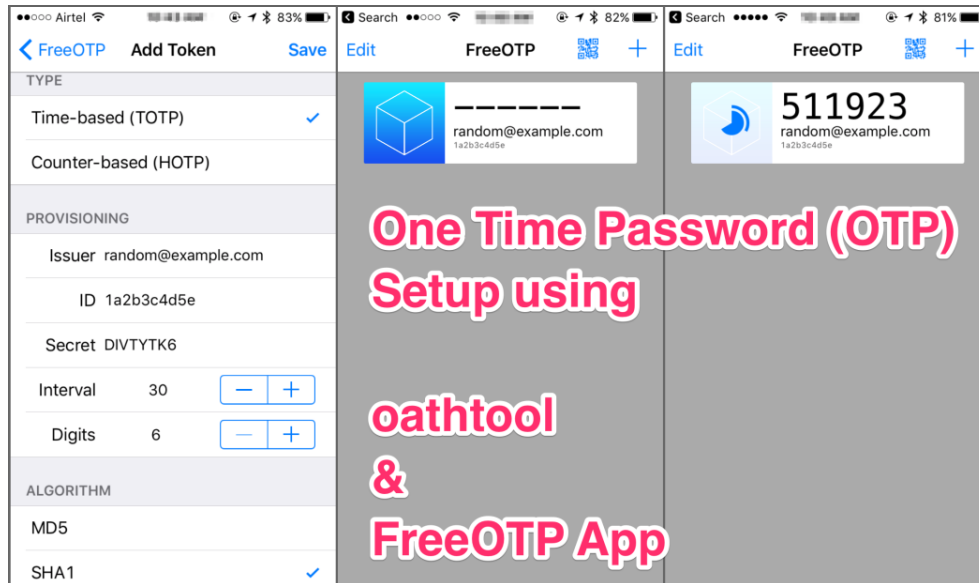 Airtel 83%
FreeOTP Add Token Save
TYPE
Time-based (TOTP)
Counter-based (HOTP)
PROVISIONING
Issuer random@example.com
ID 1a2b3c4d5e
Secret DIVTYTK6
Interval 30 − +
Digits 6 − +
ALGORITHM
MD5
SHA1
Search 82%
Edit FreeOTP +
––––––
random@example.com
1a2b3c4d5e
Search 81%
Edit FreeOTP +
511923
random@example.com
1a2b3c4d5e
One Time Password (OTP)
Setup using
oathtool
&
FreeOTP App